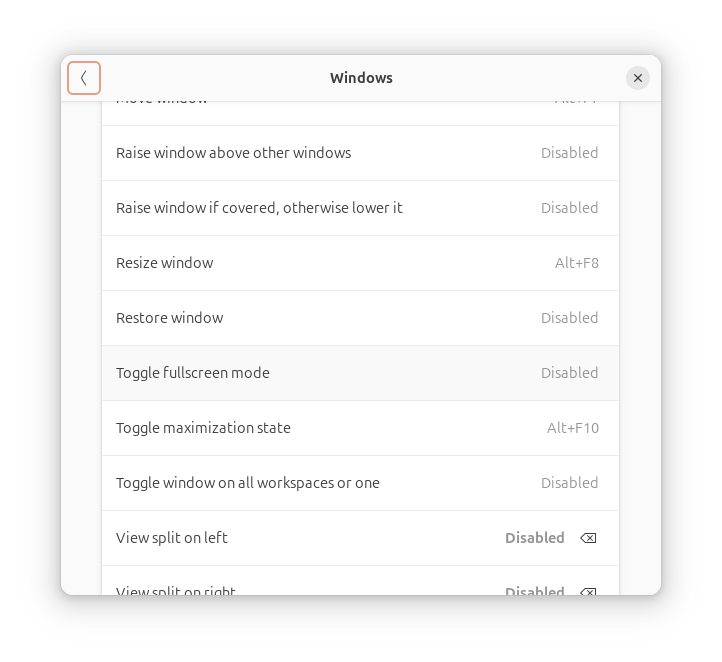 Windows
Move window Alt+F7
Raise window above other windows Disabled
Raise window if covered, otherwise lower it Disabled
Resize window Alt+F8
Restore window Disabled
Toggle fullscreen mode Disabled
Toggle maximization state Alt+F10
Toggle window on all workspaces or one Disabled
View split on left Disabled
View split on right Disabled